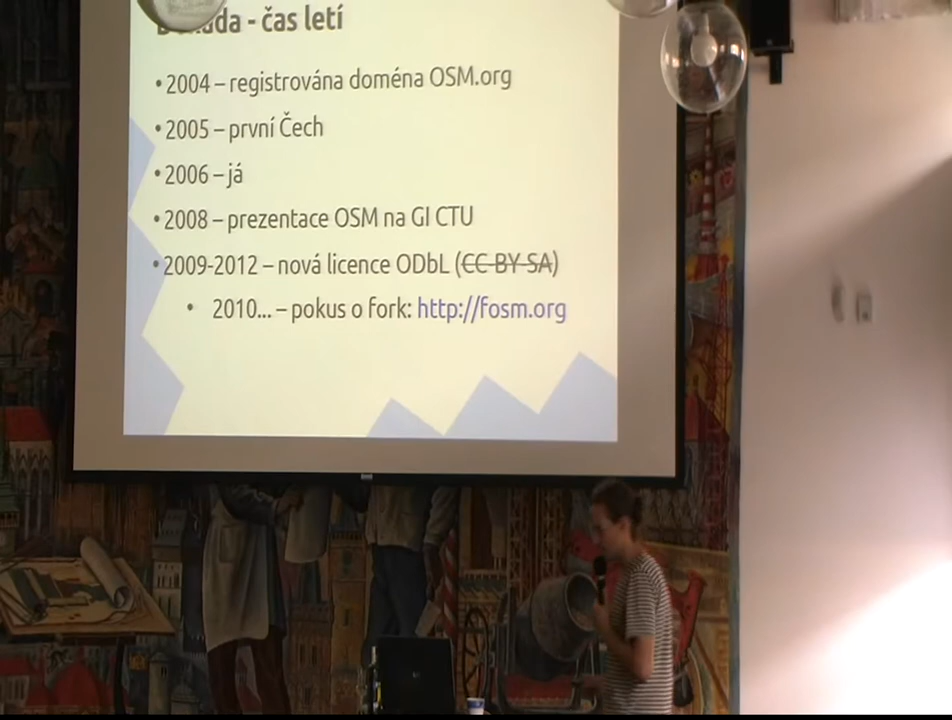 - čas letí
• 2004 – registrována doména OSM.org
• 2005 – první Čech
• 2006 – já
• 2008 – prezentace OSM na GI CTU
• 2009-2012 – nová licence ODbL (CC BY SA)
• 2010... – pokus o fork: http://fosm.org